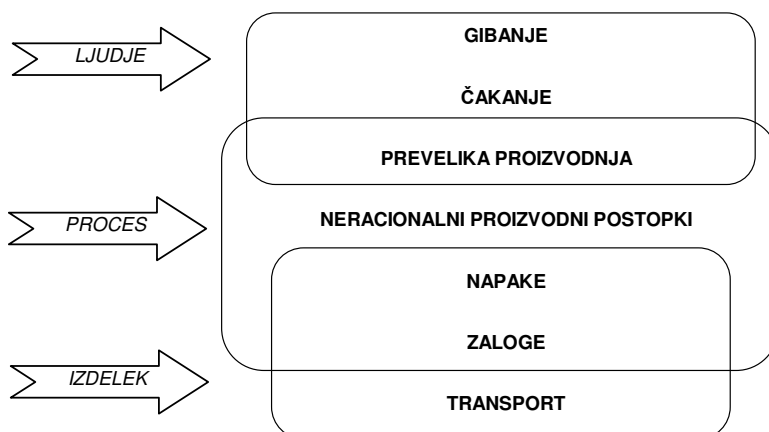 LJUDJE
GIBANJE
ČAKANJE
PREVELIKA PROIZVODNJA
PROCES
NERACIONALNI PROIZVODNI POSTOPKI
NAPAKE
ZALOGE
IZDELEK
TRANSPORT